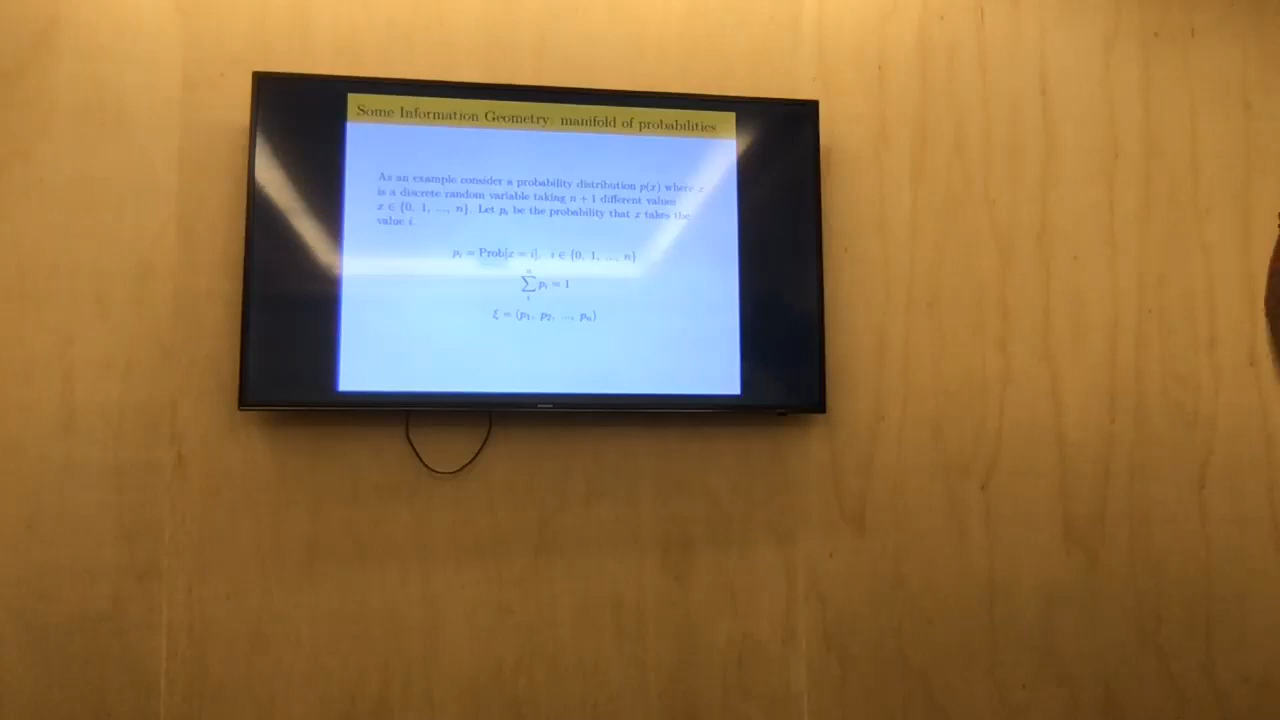 Some Information Geometry: manifold of probabilities
As an example consider a probability distribution p(x) where x
is a discrete random variable taking n + 1 different values
x ∈ {0, 1, ..., n}. Let pᵢ be the probability that x takes the
value i.
pᵢ = Prob[x = i], i ∈ {0, 1, ..., n}
n
∑ pᵢ = 1
i
ξ = (p₁, p₂, ..., pₙ)